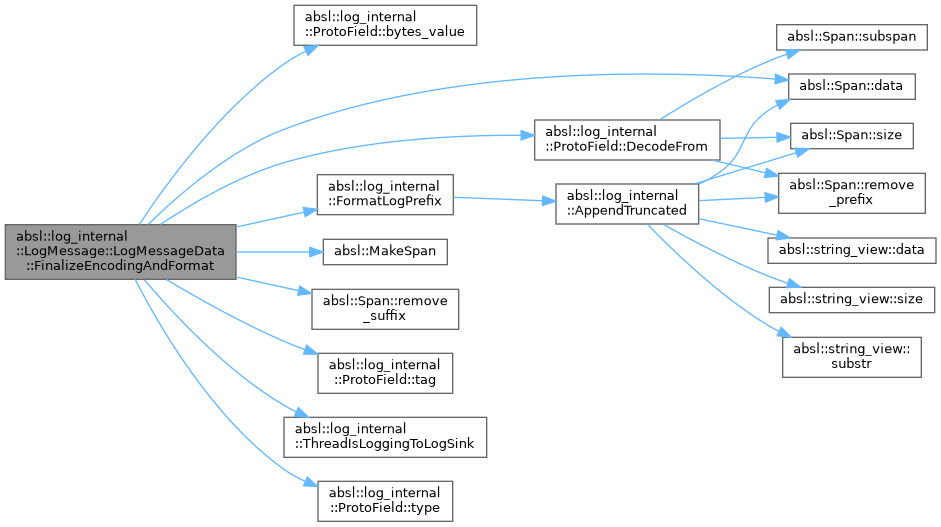 absl::log_internal
::LogMessage::LogMessageData
::FinalizeEncodingAndFormat
absl::log_internal
::ProtoField::bytes_value
absl::log_internal
::FormatLogPrefix
absl::MakeSpan
absl::Span::remove
_suffix
absl::log_internal
::ProtoField::tag
absl::log_internal
::ThreadIsLoggingToLogSink
absl::log_internal
::ProtoField::type
absl::log_internal
::ProtoField::DecodeFrom
absl::log_internal
::AppendTruncated
absl::Span::subspan
absl::Span::data
absl::Span::size
absl::Span::remove
_prefix
absl::string_view::data
absl::string_view::size
absl::string_view::
substr